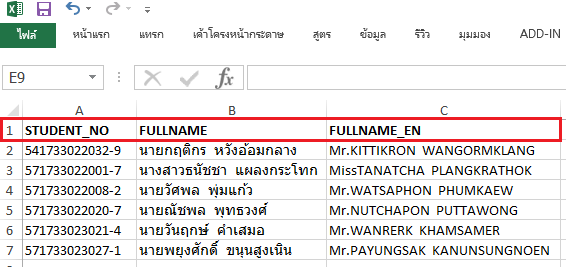 ไฟล์ หน้าแรก แทรก เค้าโครงหน้ากระดาษ สูตร ข้อมูล รีวิว มุมมอง ADD-IN
E9 fx
A B C
1 STUDENT_NO FULLNAME FULLNAME_EN
2 541733022032-9 นายกฤติกร หวังอ้อมกลาง Mr.KITTIKRON WANGORMKLANG
3 571733022001-7 นางสาวธนัชชา แผลงกระโทก MissTANATCHA PLANGKRATHOK
4 571733022008-2 นายวัศพล พุ่มแก้ว Mr.WATSAPHON PHUMKAEW
5 571733022020-7 นายณัชพล พุทธวงศ์ Mr.NUTCHAPON PUTTAWONG
6 571733023021-4 นายวันฤกษ์ คำเสมอ Mr.WANRERK KHAMSAMER
7 571733023027-1 นายพยุงศักดิ์ ขนุนสูงเนิน Mr.PAYUNGSAK KANUNSUNGNOEN